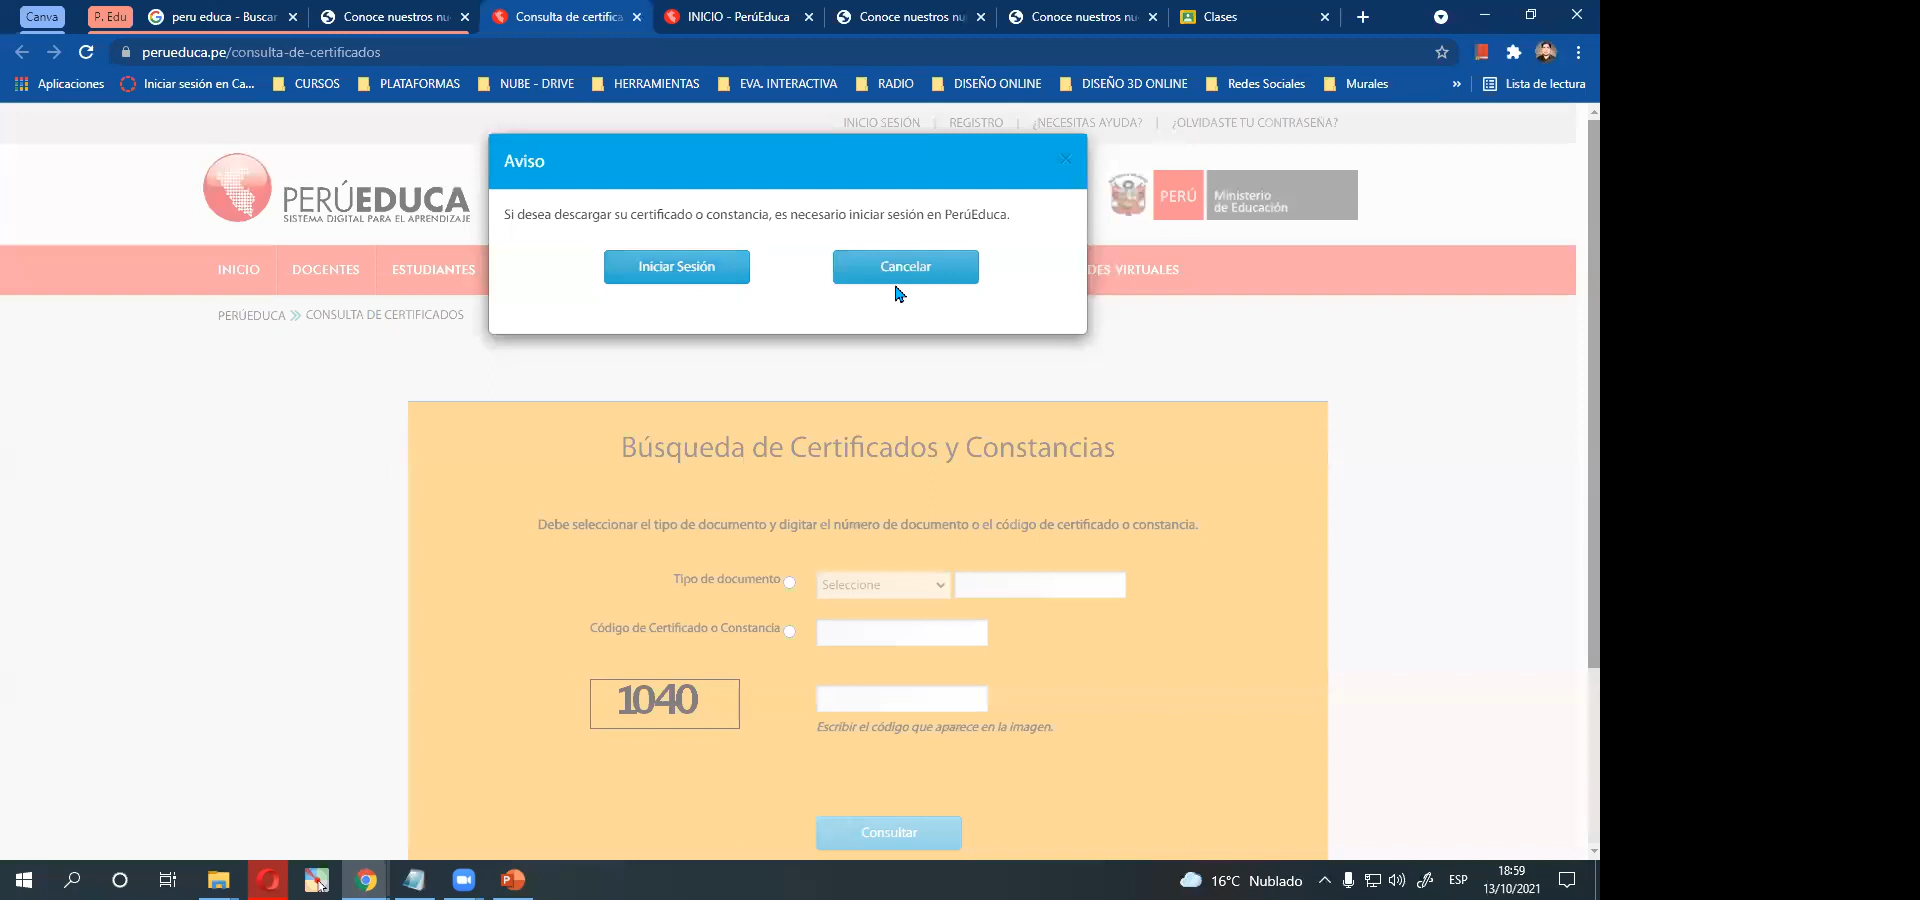 Canva
P. Edu
peru educa - Buscar
Conoce nuestros nu
Consulta de certifica
INICIO - PerúEduca
Conoce nuestros nu
Conoce nuestros nu
Clases
perueduca.pe/consulta-de-certificados
Aplicaciones
Iniciar sesión en Ca...
CURSOS
PLATAFORMAS
NUBE - DRIVE
HERRAMIENTAS
EVA. INTERACTIVA
RADIO
DISEÑO ONLINE
DISEÑO 3D ONLINE
Redes Sociales
Murales
»
Lista de lectura
INICIO SESIÓN | REGISTRO | ¿NECESITAS AYUDA? | ¿OLVIDASTE TU CONTRASEÑA?
Aviso
Si desea descargar su certificado o constancia, es necesario iniciar sesión en PerúEduca.
Iniciar Sesión
Cancelar
PERÚEDUCA
SISTEMA DIGITAL PARA EL APRENDIZAJE
PERÚ
Ministerio
de Educación
INICIO
DOCENTES
ESTUDIANTES
DES VIRTUALES
PERÚEDUCA » CONSULTA DE CERTIFICADOS
Búsqueda de Certificados y Constancias
Debe seleccionar el tipo de documento y digitar el número de documento o el código de certificado o constancia.
Tipo de documento
Seleccione
Código de Certificado o Constancia
1040
Escribir el código que aparece en la imagen.
Consultar
16°C Nublado
ESP
18:59
13/10/2021